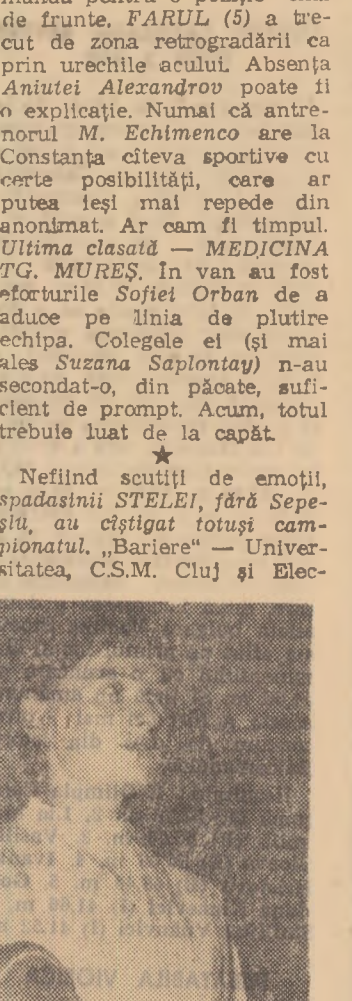 de frunte, FARUL (5) a tre-
cut de zona retrogradării ca
prin urechile acului. Absența
Aniutei Alexandrov poate fi
o explicație. Numai că antre-
norul M. Echimenco are la
Constanța cîteva sportive cu
certe posibilități, care ar
putea ieși mai repede din
anonimat. Ar cam fi timpul.
Ultima clasată — MEDICINA
TG. MUREȘ. În van au fost
eforturile Sofiei Orban de a
aduce pe linia de plutire
echipa. Colegele ei (și mai
ales Suzana Saplontay) n-au
secondat-o, din păcate, sufi-
cient de prompt. Acum, totul
trebuie luat de la capăt.
★
Nefiind scutiți de emoții,
spadasinii STELEI, fără Sepe-
șiu, au cîștigat totuși cam-
pionatul. „Bariere“ — Univer-
sitatea, C.S.M. Cluj și Elec-